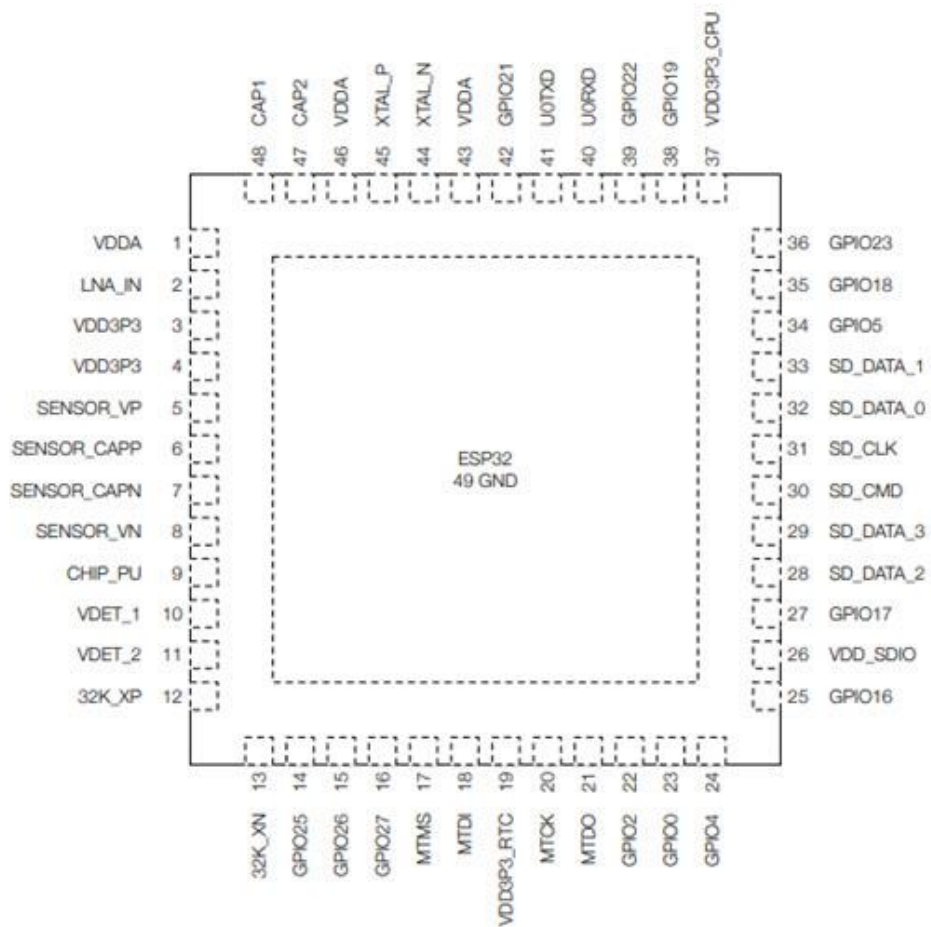 CAP1 48
CAP2 47
VDDA 46
XTAL_P 45
XTAL_N 44
VDDA 43
GPIO21 42
U0TXD 41
U0RXD 40
GPIO22 39
GPIO19 38
VDD3P3_CPU 37
VDDA 1
LNA_IN 2
VDD3P3 3
VDD3P3 4
SENSOR_VP 5
SENSOR_CAPP 6
SENSOR_CAPN 7
SENSOR_VN 8
CHIP_PU 9
VDET_1 10
VDET_2 11
32K_XP 12
ESP32
49 GND
36 GPIO23
35 GPIO18
34 GPIO5
33 SD_DATA_1
32 SD_DATA_0
31 SD_CLK
30 SD_CMD
29 SD_DATA_3
28 SD_DATA_2
27 GPIO17
26 VDD_SDIO
25 GPIO16
32K_XN 13
GPIO25 14
GPIO26 15
GPIO27 16
MTMS 17
MTDI 18
VDD3P3_RTC 19
MTCK 20
MTDO 21
GPIO2 22
GPIO0 23
GPIO4 24